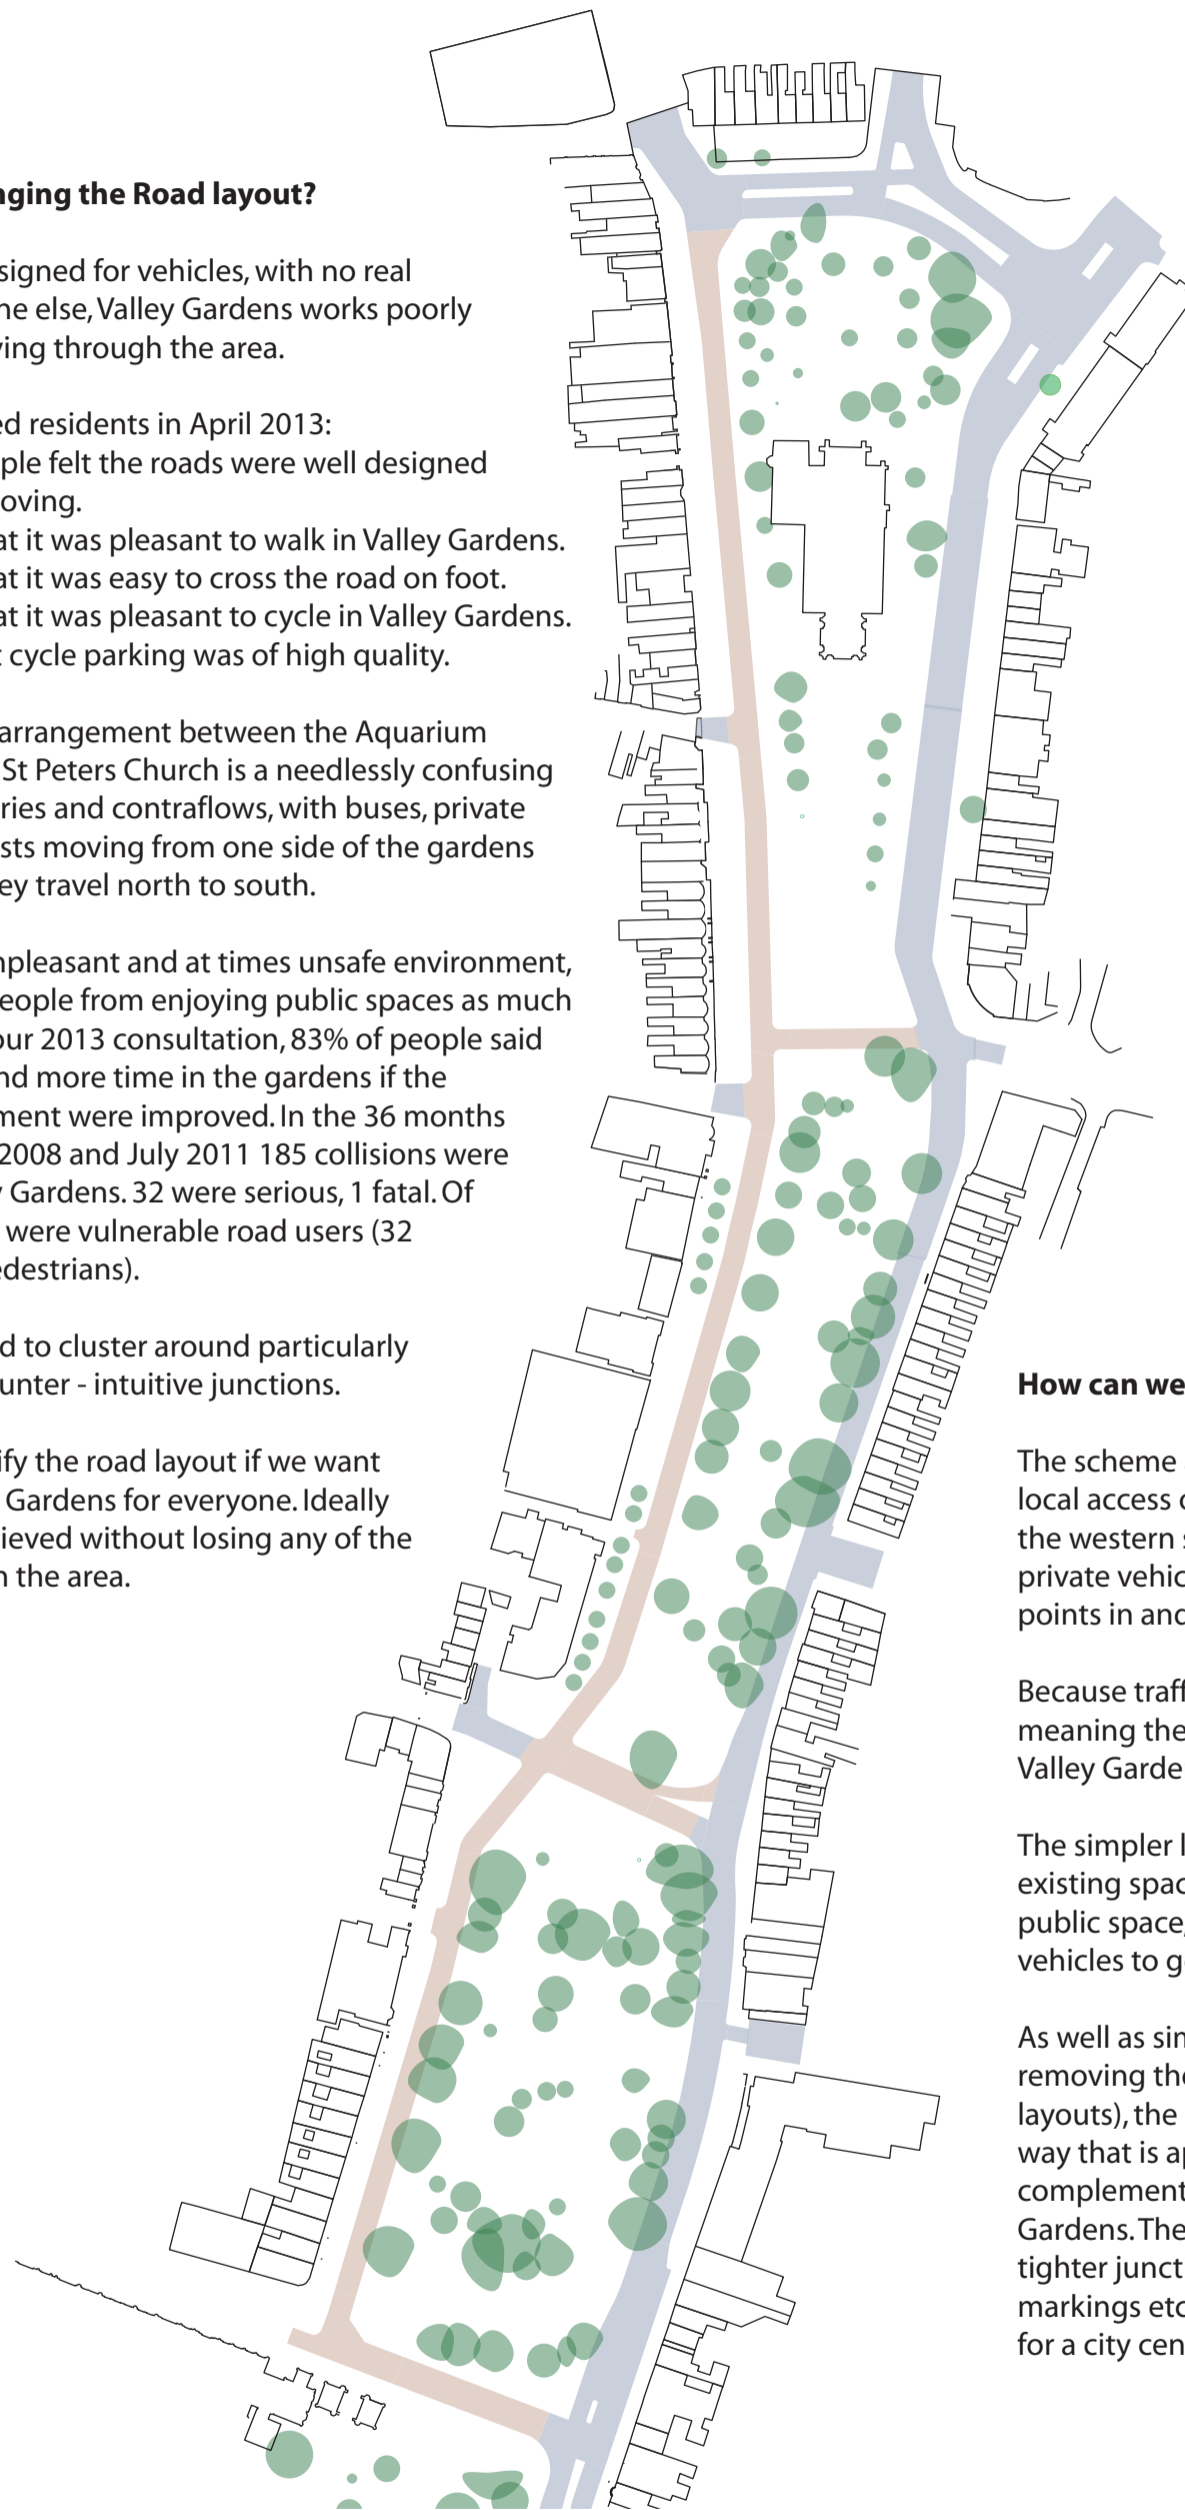 nging the Road layout?
signed for vehicles, with no real
ne else, Valley Gardens works poorly
ving through the area.
ed residents in April 2013:
ple felt the roads were well designed
oving.
at it was pleasant to walk in Valley Gardens.
at it was easy to cross the road on foot.
at it was pleasant to cycle in Valley Gardens.
t cycle parking was of high quality.
arrangement between the Aquarium
St Peters Church is a needlessly confusing
ries and contraflows, with buses, private
sts moving from one side of the gardens
ey travel north to south.
npleasant and at times unsafe environment,
people from enjoying public spaces as much
our 2013 consultation, 83% of people said
nd more time in the gardens if the
ment were improved. In the 36 months
2008 and July 2011 185 collisions were
y Gardens. 32 were serious, 1 fatal. Of
were vulnerable road users (32
edestrians).
d to cluster around particularly
unter - intuitive junctions.
ify the road layout if we want
Gardens for everyone. Ideally
ieved without losing any of the
n the area.
How can we
The scheme
local access o
the western s
private vehic
points in and
Because traff
meaning the
Valley Garde
The simpler l
existing spac
public space,
vehicles to g
As well as sin
removing the
layouts), the
way that is ap
complement
Gardens. The
tighter junct
markings etc
for a city cen